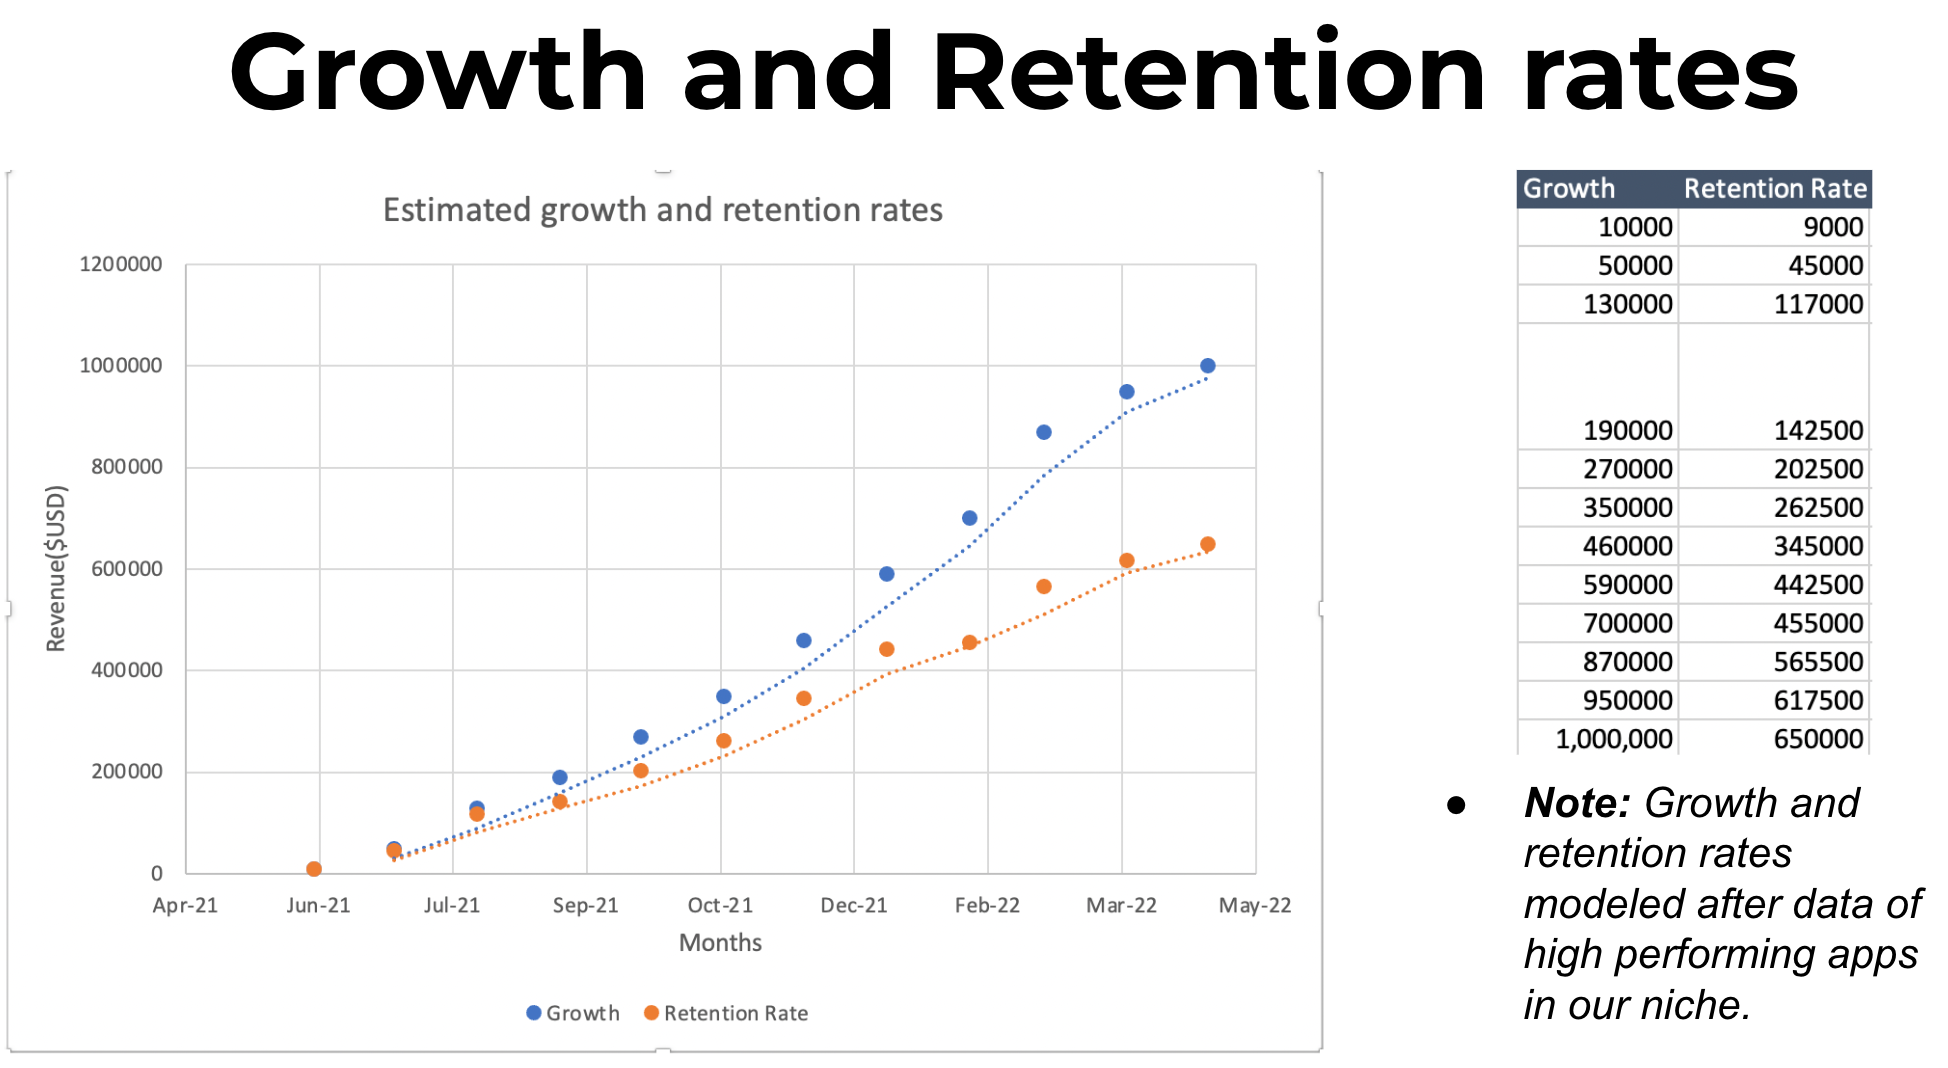 Growth and Retention rates
Estimated growth and retention rates
1200000
1000000
800000
600000
400000
200000
0
Revenue($USD)
Apr-21 Jun-21 Jul-21 Sep-21 Oct-21 Dec-21 Feb-22 Mar-22 May-22
Months
Growth Retention Rate
Growth Retention Rate
10000 9000
50000 45000
130000 117000
190000 142500
270000 202500
350000 262500
460000 345000
590000 442500
700000 455000
870000 565500
950000 617500
1,000,000 650000
● Note: Growth and
retention rates
modeled after data of
high performing apps
in our niche.